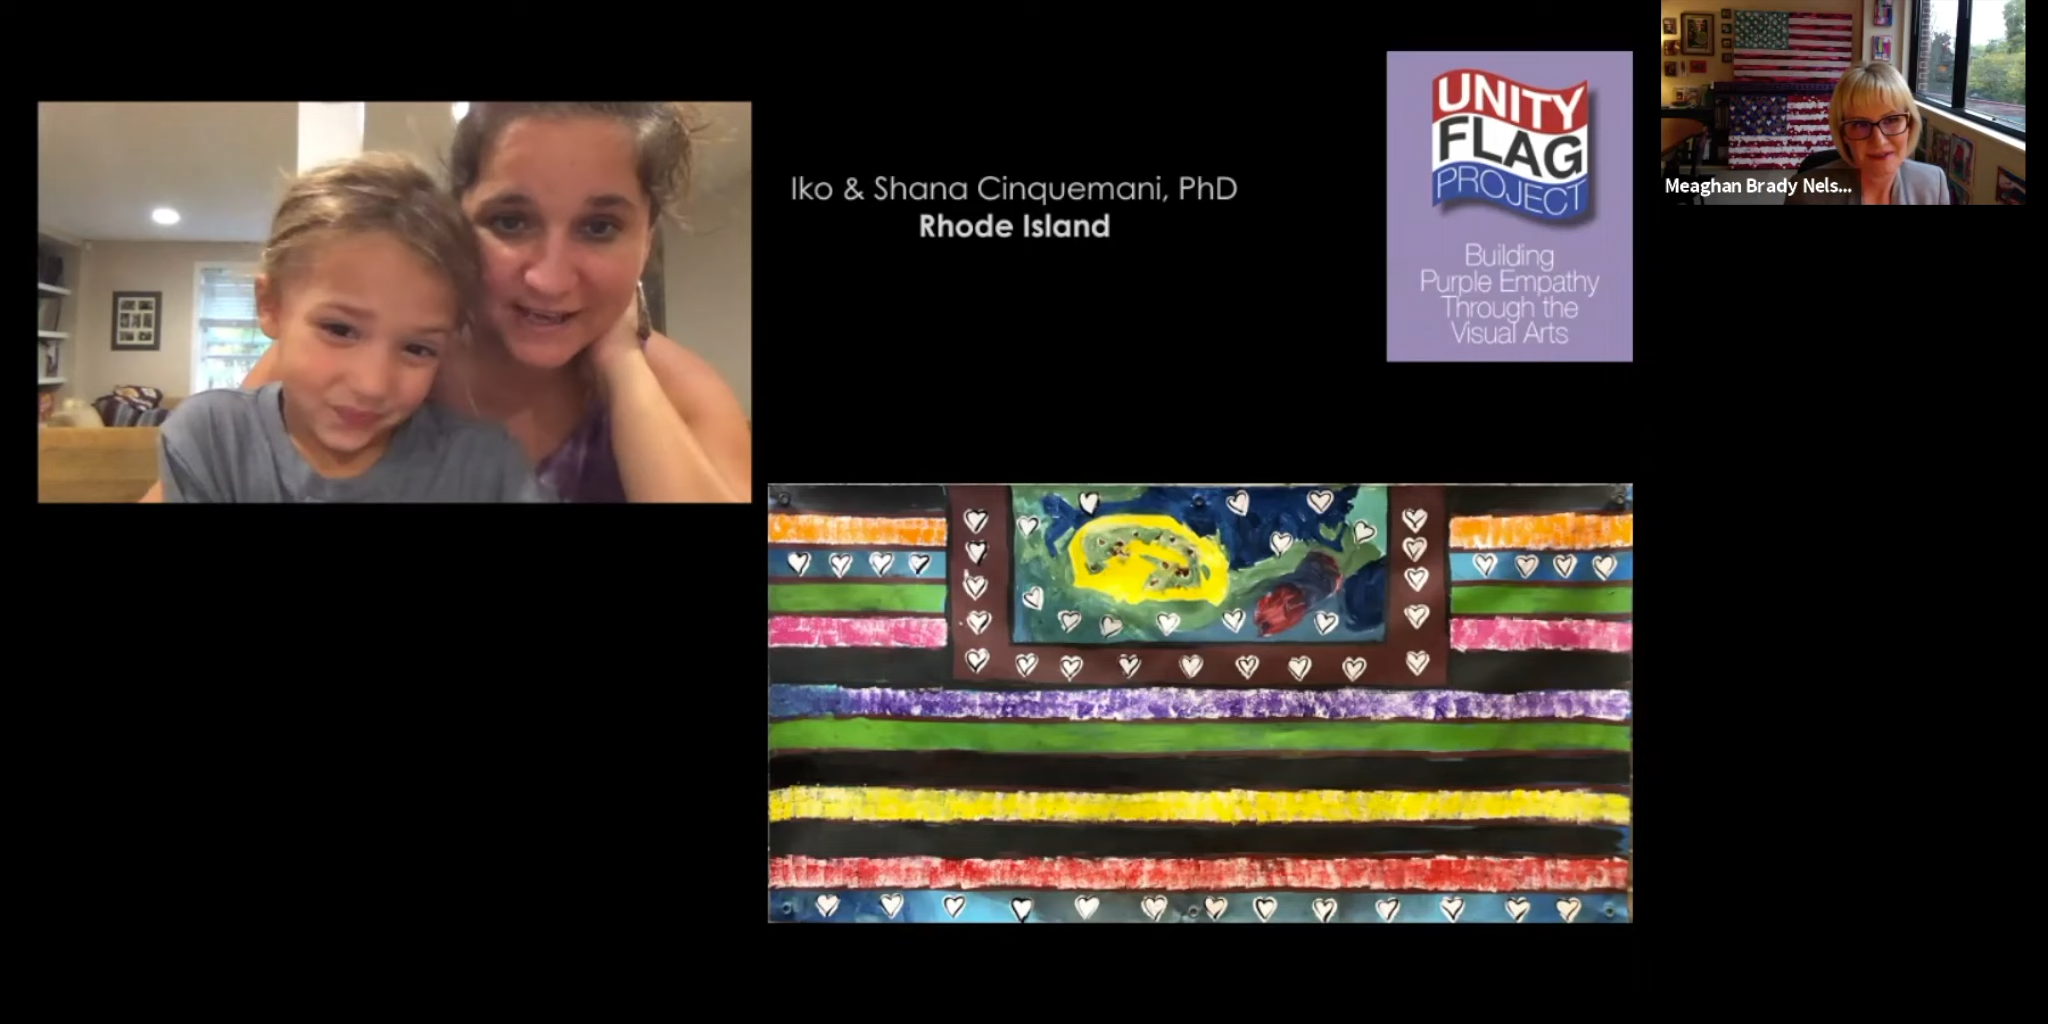 Iko & Shana Cinquemani, PhD
Rhode Island
UNITY
FLAG
PROJECT
Building
Purple Empathy
Through the
Visual Arts
Meaghan Brady Nels...